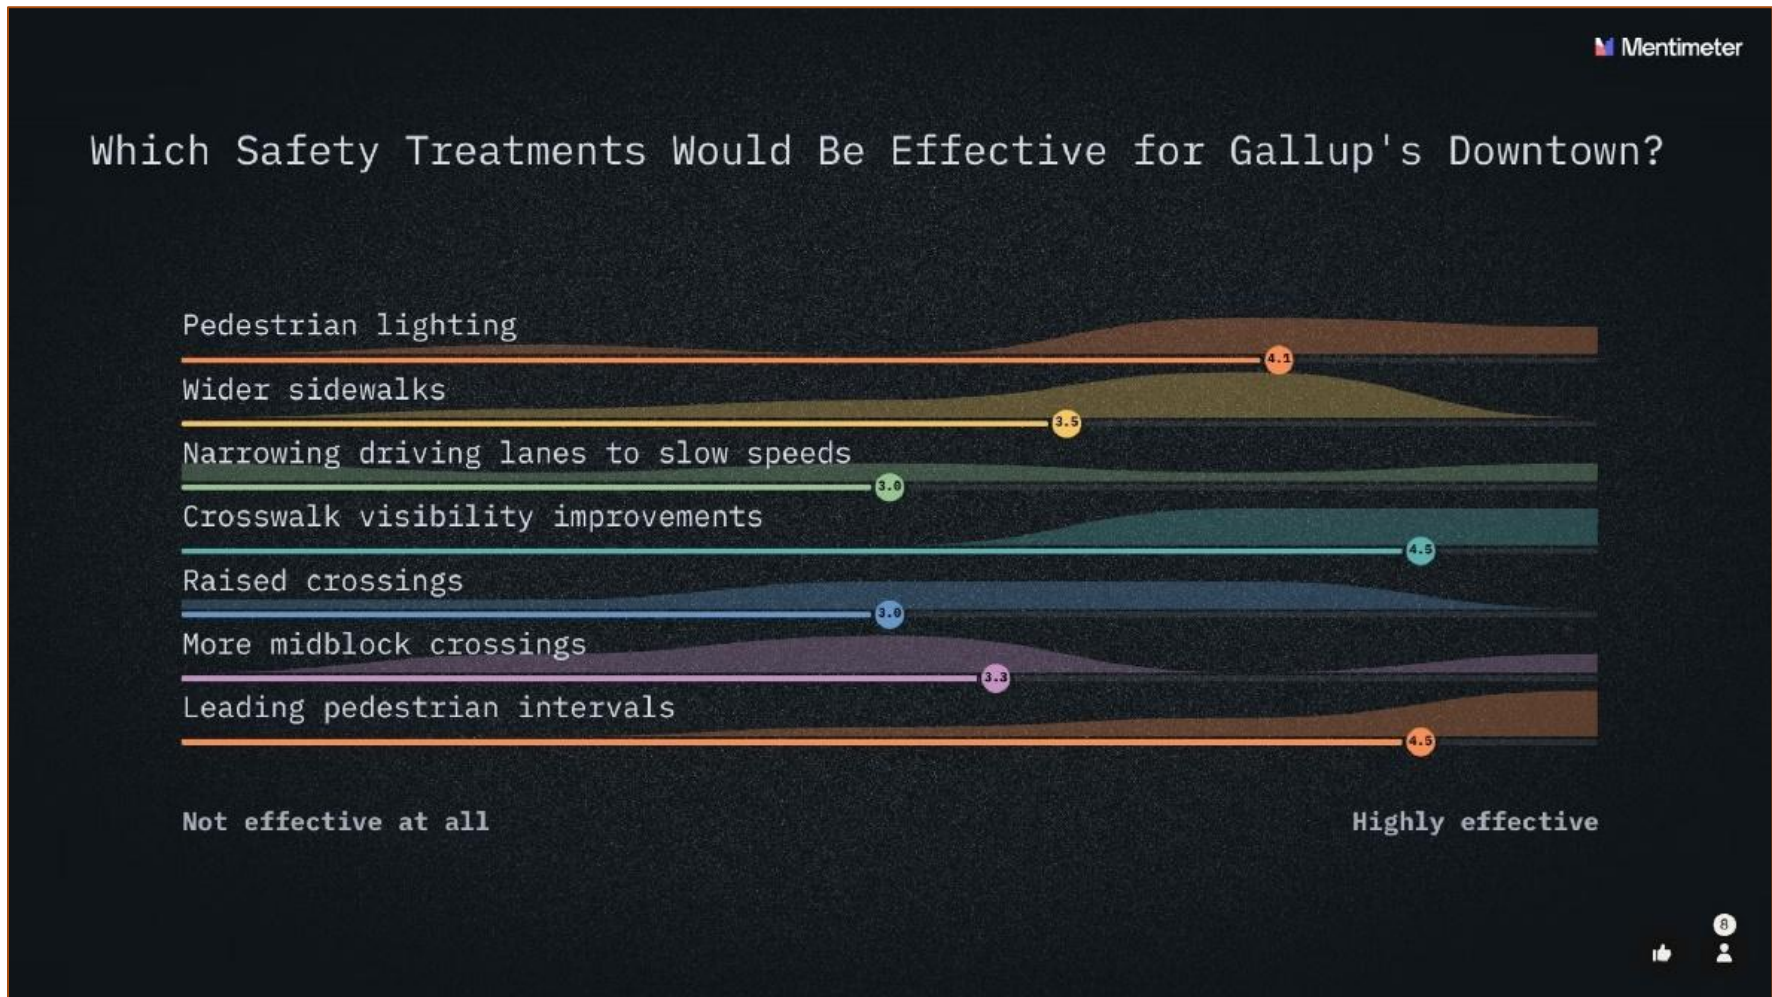 Mentimeter
Which Safety Treatments Would Be Effective for Gallup's Downtown?
Pedestrian lighting
4.1
Wider sidewalks
3.5
Narrowing driving lanes to slow speeds
3.0
Crosswalk visibility improvements
4.5
Raised crossings
3.0
More midblock crossings
3.3
Leading pedestrian intervals
4.5
Not effective at all
Highly effective
8